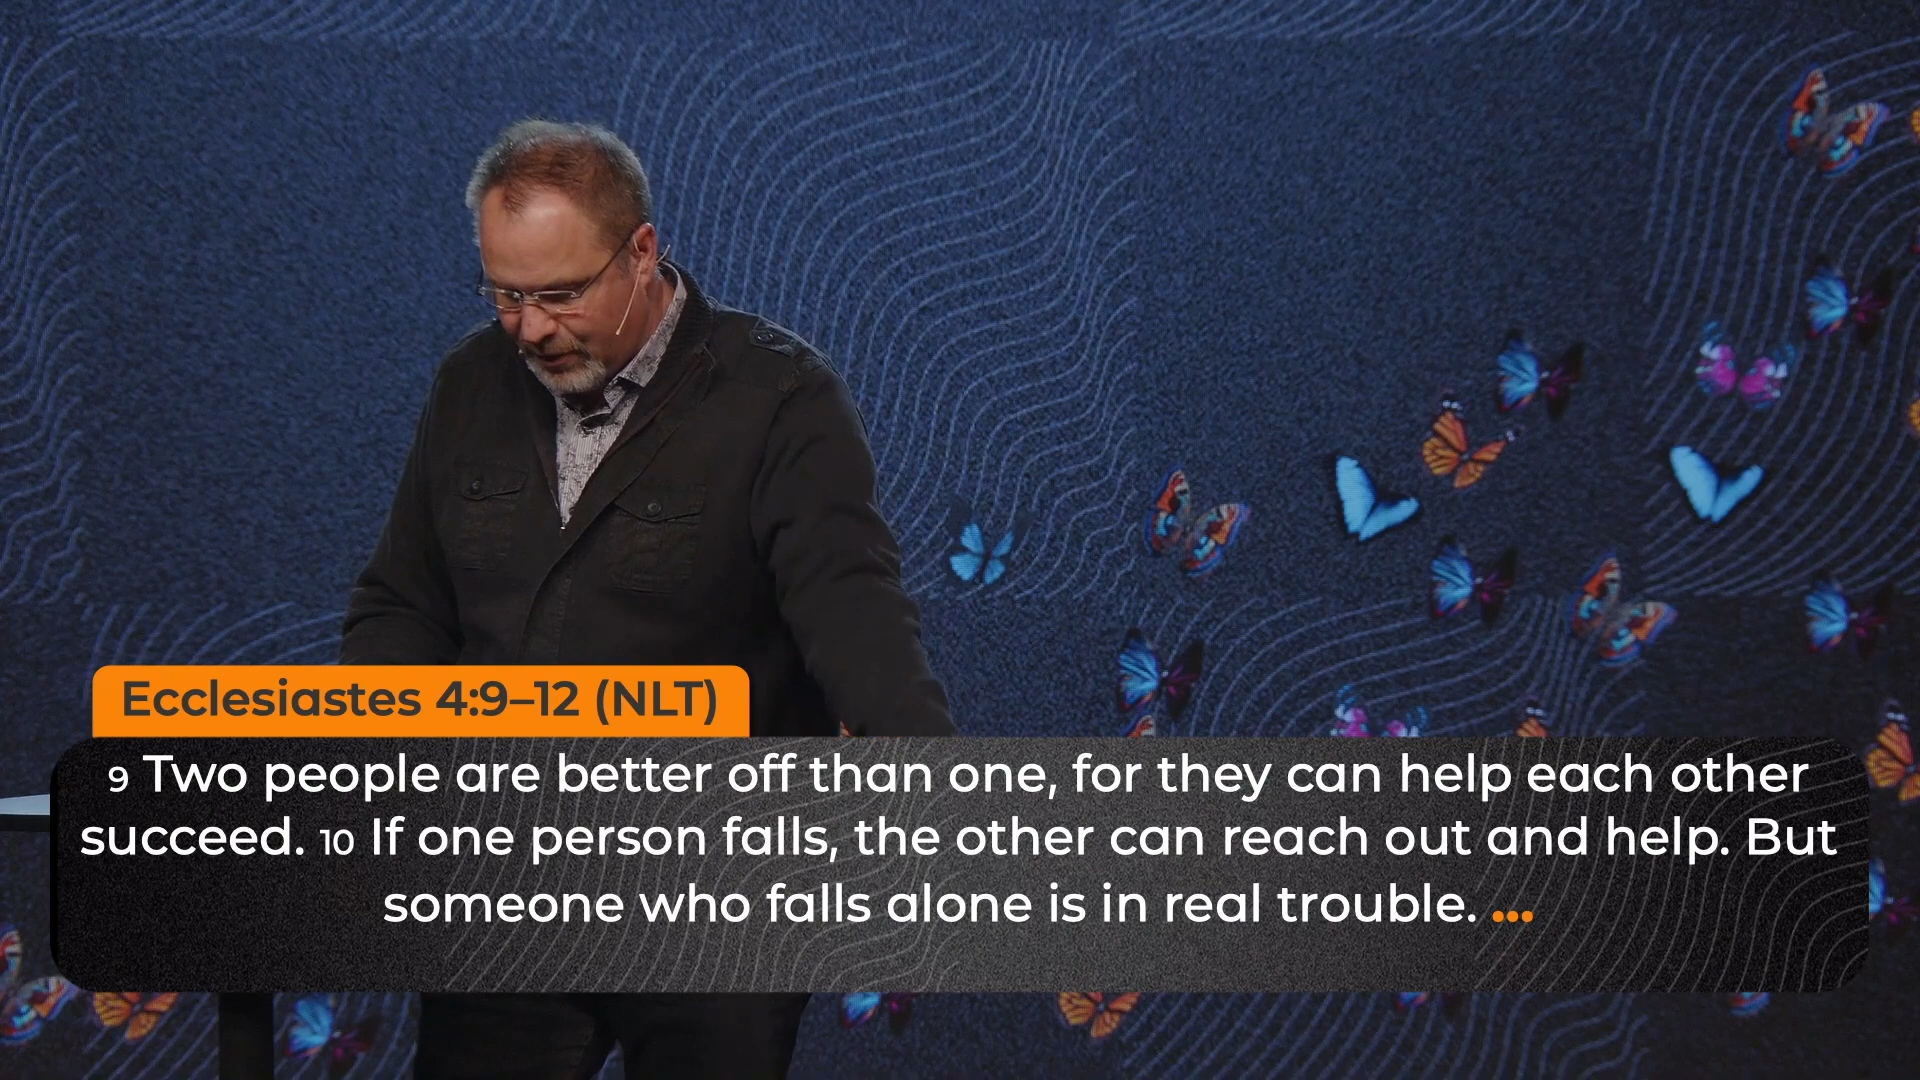 Ecclesiastes 4:9–12 (NLT)
9 Two people are better off than one, for they can help each other
succeed. 10 If one person falls, the other can reach out and help. But
someone who falls alone is in real trouble. ...